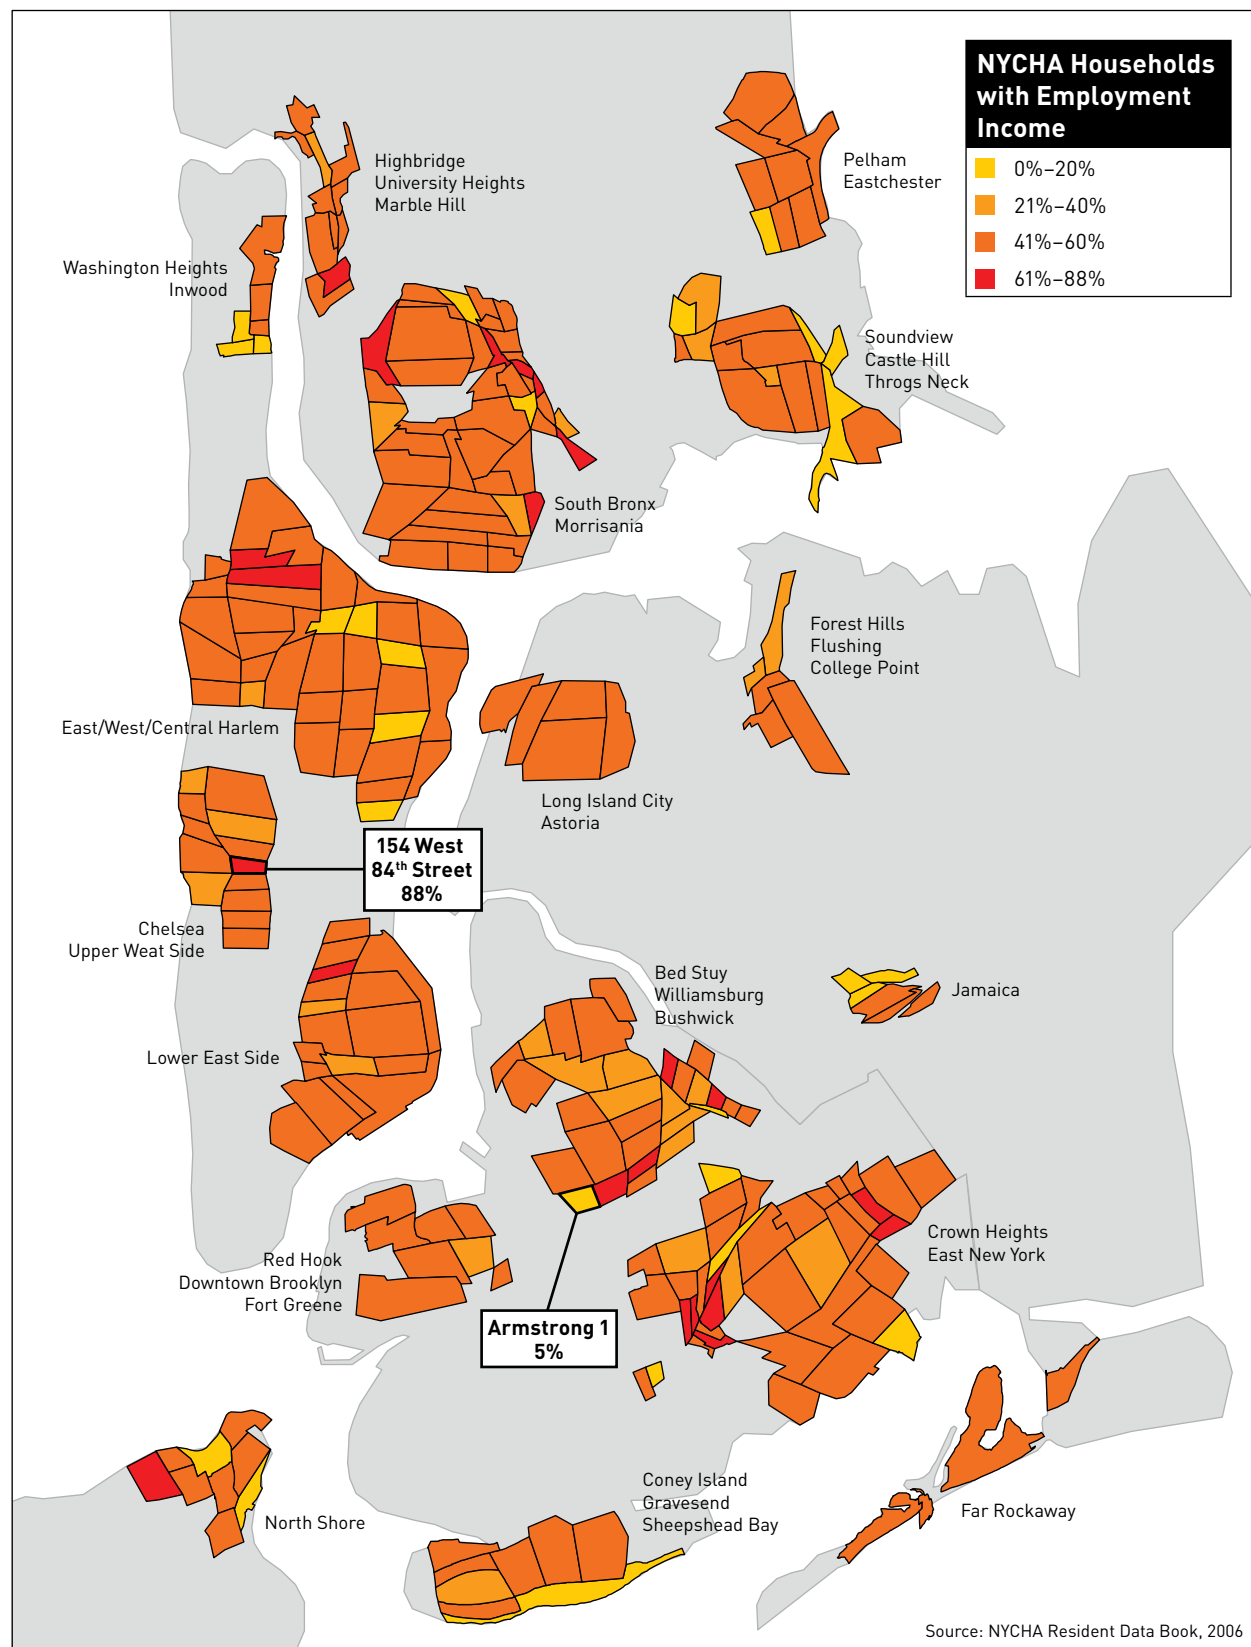 NYCHA Households
with Employment
Income
0%–20%
21%–40%
41%–60%
61%–88%
Highbridge
University Heights
Marble Hill
Pelham
Eastchester
Washington Heights
Inwood
Soundview
Castle Hill
Throgs Neck
South Bronx
Morrisania
Forest Hills
Flushing
College Point
East/West/Central Harlem
Long Island City
Astoria
154 West
84th Street
88%
Chelsea
Upper Weat Side
Bed Stuy
Williamsburg
Bushwick
Jamaica
Lower East Side
Crown Heights
East New York
Red Hook
Downtown Brooklyn
Fort Greene
Armstrong 1
5%
Coney Island
Gravesend
Sheepshead Bay
Far Rockaway
North Shore
Source: NYCHA Resident Data Book, 2006